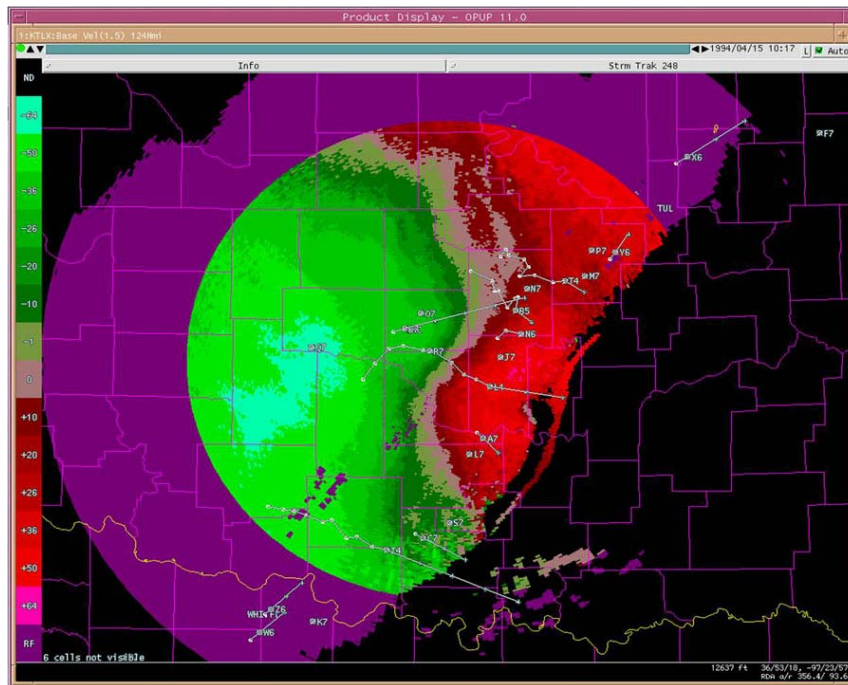 Product Display - OPUP 11.0
1:KTLX:Base Vel(1.5) 124Nmi
1994/04/15 10:17 L Auto
Info Strm Trak 248
ND
-64
-50
-36
-26
-20
-10
-1
0
+10
+20
+26
+36
+50
+64
RF
X6
F7
TUL
P7
Y6
M7
T4
N7
B5
O7
N6
R7
J7
L4
A7
L7
S7
C7
I4
Z6
W6
K7
6 cells not visible
12637 ft 36/53/18, -97/23/57
RDA a/r 356.4/ 93.6